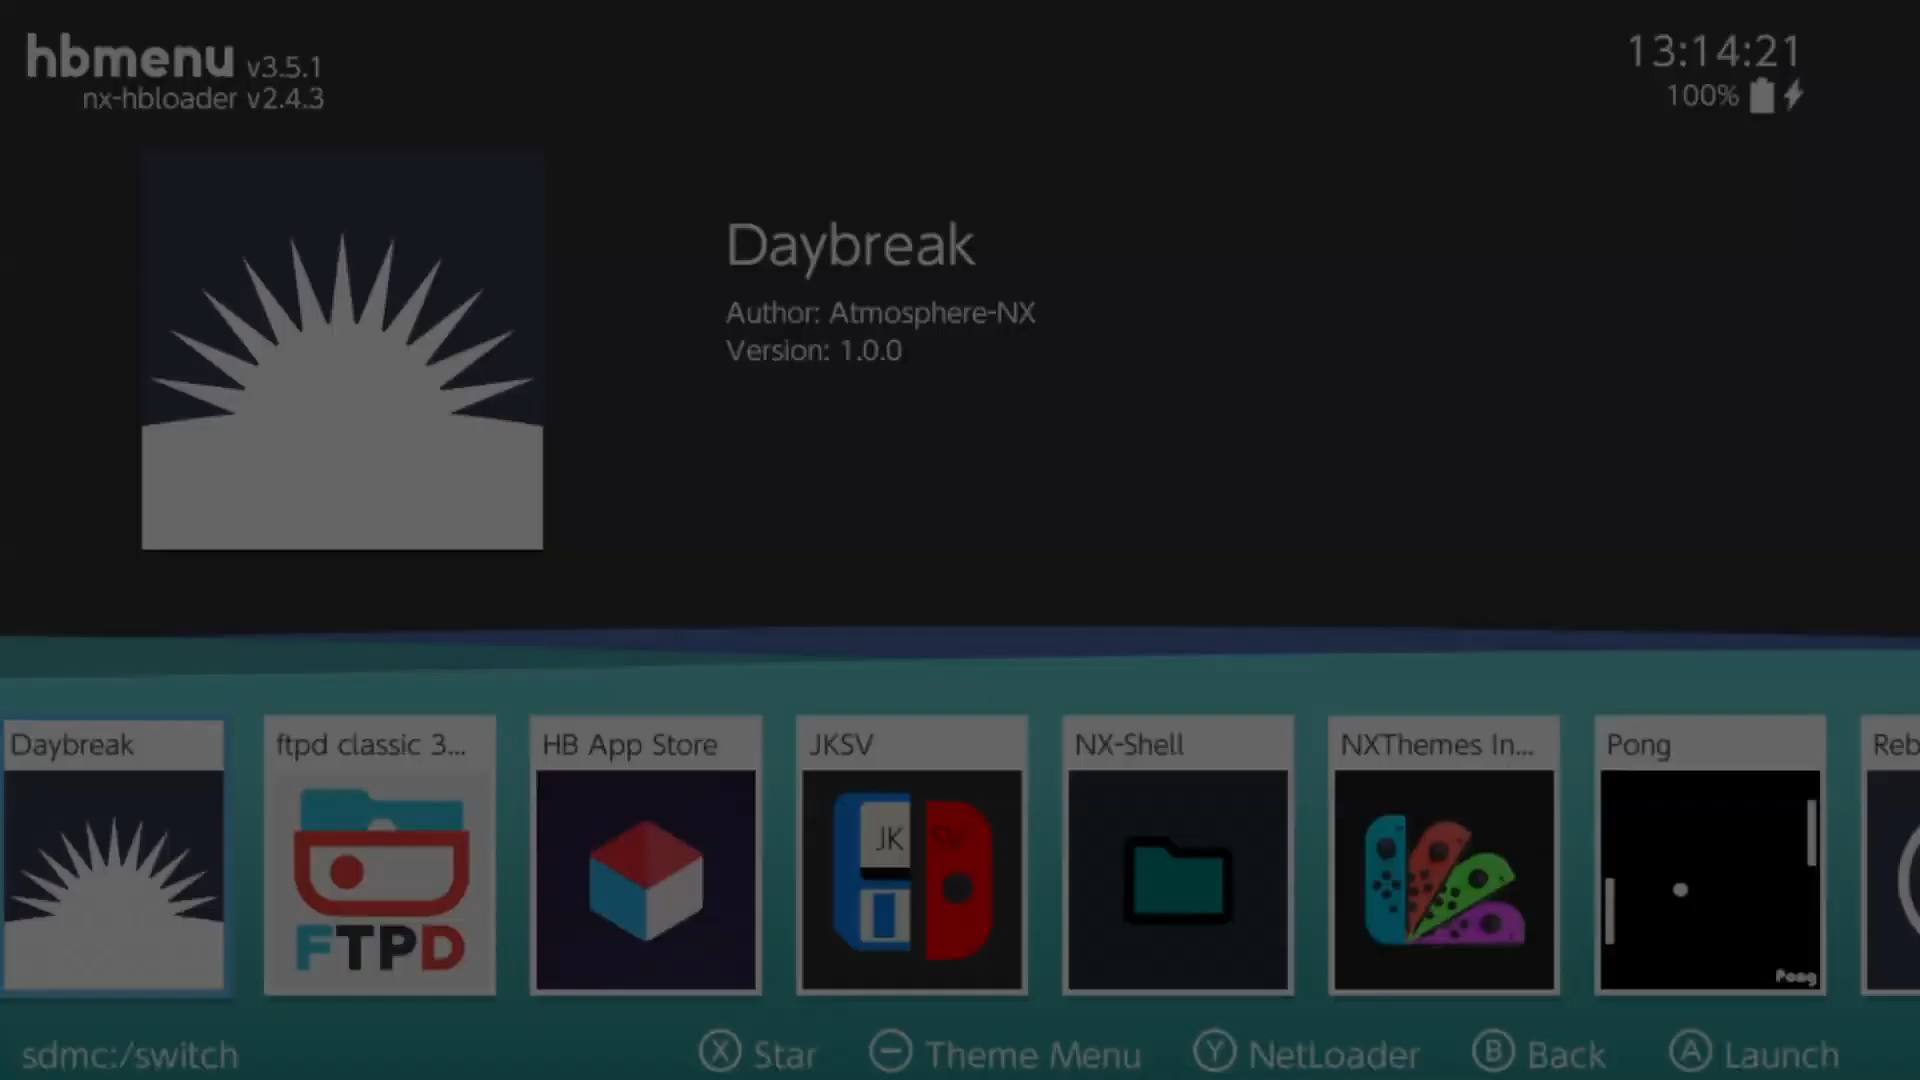 hbmenu v3.5.1
nx-hbloader v2.4.3
13:14:21
100%
Daybreak
Author: Atmosphere-NX
Version: 1.0.0
Daybreak
ftpd classic 3...
HB App Store
JKSV
NX-Shell
NXThemes In...
Pong
Reb
FTPD
JK SV
Pong
sdmc:/switch
X Star
Theme Menu
Y NetLoader
B Back
A Launch